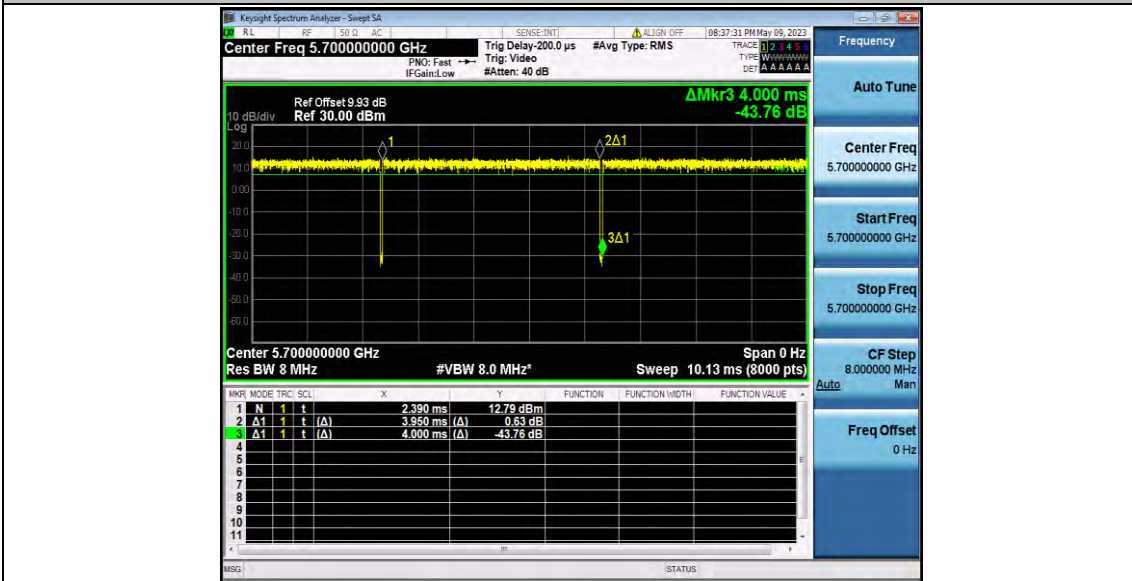 Keysight Spectrum Analyzer - Swept SA
RL RF 50 Ω AC SENSE:INT ALIGN OFF 08:37:31 PM May 09, 2023
Center Freq 5.700000000 GHz
PNO: Fast
IFGain:Low
Trig Delay-200.0 µs
Trig: Video
#Atten: 40 dB
#Avg Type: RMS
TRACE 1 2 3 4 5 6
TYPE W
DET A A A A A A
Frequency
Auto Tune
Center Freq
5.700000000 GHz
Start Freq
5.700000000 GHz
Stop Freq
5.700000000 GHz
CF Step
8.000000 MHz
Auto Man
Freq Offset
0 Hz
ΔMkr3 4.000 ms
-43.76 dB
Ref Offset 9.93 dB
10 dB/div Ref 30.00 dBm
Log
20.0
10.0
0.00
-10.0
-20.0
-30.0
-40.0
-50.0
-60.0
1
2Δ1
3Δ1
Center 5.700000000 GHz Span 0 Hz
Res BW 8 MHz #VBW 8.0 MHz* Sweep 10.13 ms (8000 pts)
MKR MODE TRC SCL X Y FUNCTION FUNCTION WIDTH FUNCTION VALUE
1 N 1 t 2.390 ms 12.79 dBm
2 Δ1 1 t (Δ) 3.950 ms (Δ) 0.63 dB
3 Δ1 1 t (Δ) 4.000 ms (Δ) -43.76 dB
4
5
6
7
8
9
10
11
MSG STATUS